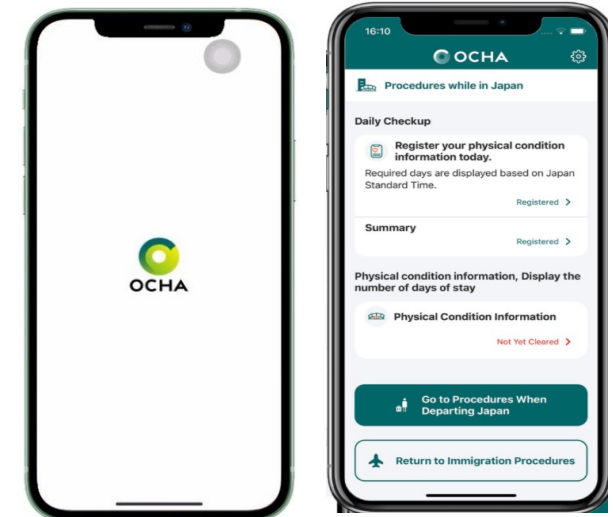 OCHA
16:10
OCHA
Procedures while in Japan
Daily Checkup
Register your physical condition
information today.
Required days are displayed based on Japan
Standard Time.
Registered >
Summary
Registered >
Physical condition information, Display the
number of days of stay
Physical Condition Information
Not Yet Cleared >
Go to Procedures When
Departing Japan
Return to Immigration Procedures